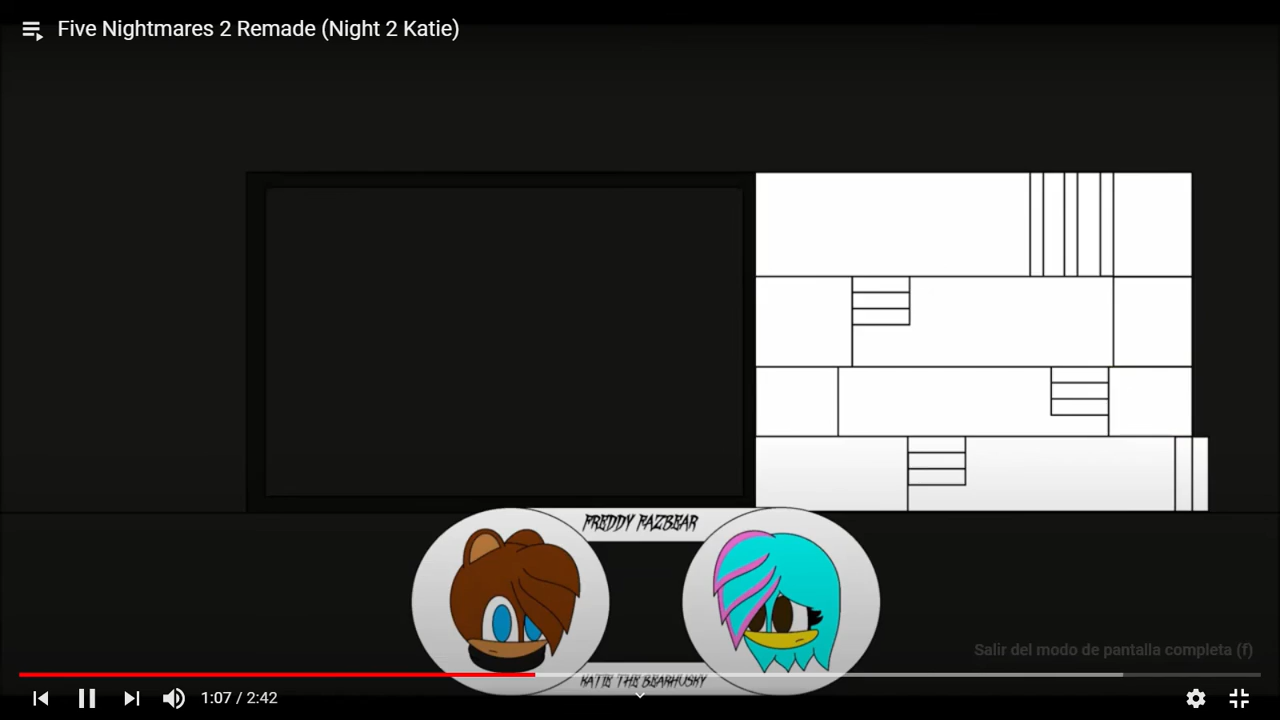 Five Nightmares 2 Remade (Night 2 Katie)
FREDDY FAZBEAR
Salir del modo de pantalla completa (f)
KATIE THE BEARHUSKY
1:07 / 2:42